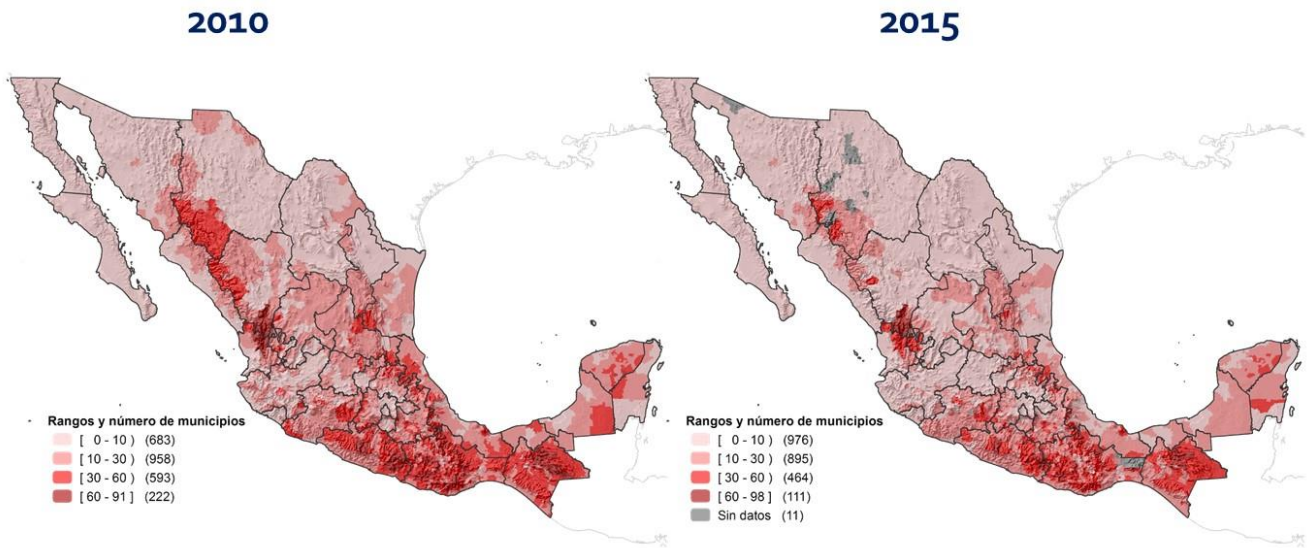 2010
2015
Rangos y número de municipios
[ 0 - 10 ) (683)
[ 10 - 30 ) (958)
[ 30 - 60 ) (593)
[ 60 - 91 ] (222)
Rangos y número de municipios
[ 0 - 10 ) (976)
[ 10 - 30 ) (895)
[ 30 - 60 ) (464)
[ 60 - 98 ] (111)
Sin datos (11)